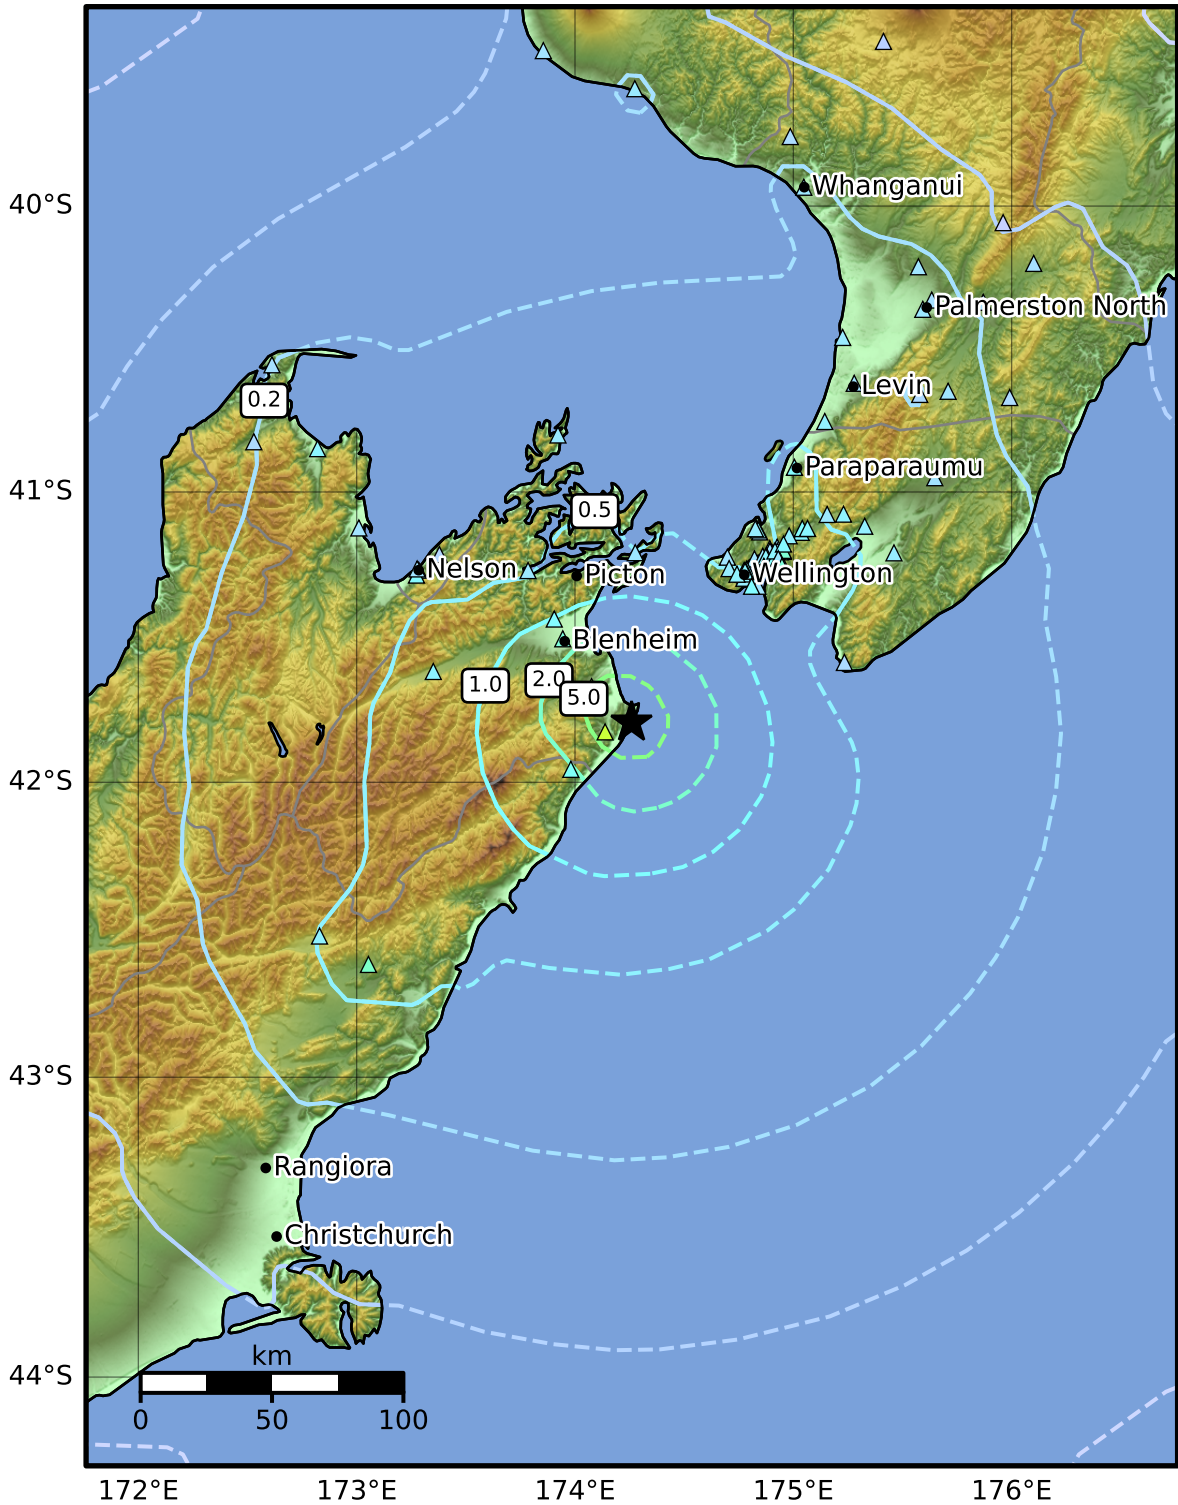 Whanganui
40°S
Palmerston North
Levin
0.2
Paraparaumu
41°S
0.5
Nelson
Picton
Wellington
Blenheim
1.0
2.0
5.0
42°S
43°S
Rangiora
Christchurch
km
44°S
0
50
100
172°E
173°E
174°E
175°E
176°E